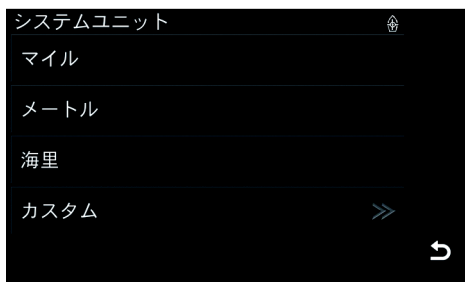 システムユニット
マイル
メートル
海里
カスタム